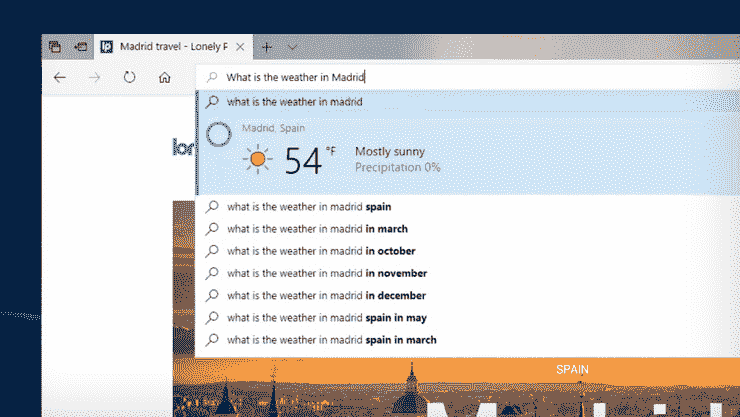 lp Madrid travel - Lonely P
What is the weather in Madrid
what is the weather in madrid
Madrid, Spain
54 °F
Mostly sunny
Precipitation 0%
lon
what is the weather in madrid spain
what is the weather in madrid in march
what is the weather in madrid in october
what is the weather in madrid in november
what is the weather in madrid in december
what is the weather in madrid spain in may
what is the weather in madrid spain in march
SPAIN